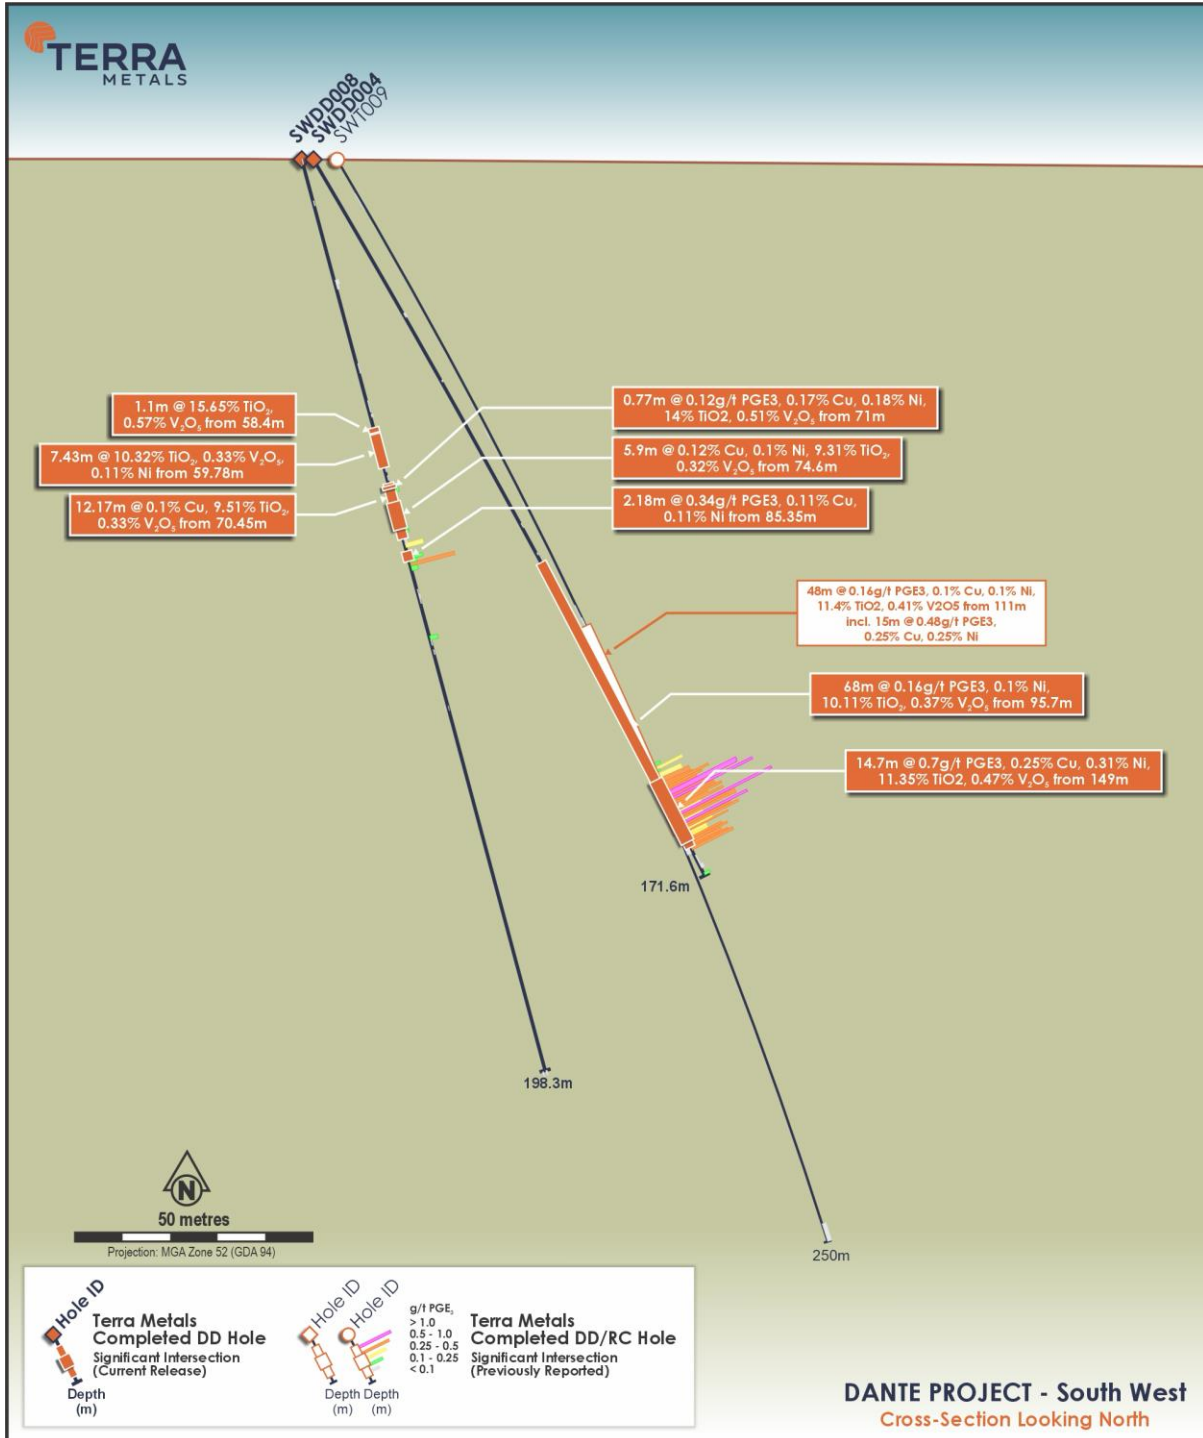 TERRA
METALS
SWDD008
SWDD004
SWT009
1.1m @ 15.65% TiO₂,
0.57% V₂O₅ from 58.4m
7.43m @ 10.32% TiO₂, 0.33% V₂O₅,
0.11% Ni from 59.78m
12.17m @ 0.1% Cu, 9.51% TiO₂,
0.33% V₂O₅ from 70.45m
0.77m @ 0.12g/t PGE3, 0.17% Cu, 0.18% Ni,
14% TiO2, 0.51% V₂O₅ from 71m
5.9m @ 0.12% Cu, 0.1% Ni, 9.31% TiO₂,
0.32% V₂O₅ from 74.6m
2.18m @ 0.34g/t PGE3, 0.11% Cu,
0.11% Ni from 85.35m
48m @ 0.16g/t PGE3, 0.1% Cu, 0.1% Ni,
11.4% TiO2, 0.41% V2O5 from 111m
incl. 15m @ 0.48g/t PGE3,
0.25% Cu, 0.25% Ni
68m @ 0.16g/t PGE3, 0.1% Ni,
10.11% TiO₂, 0.37% V₂O₅ from 95.7m
14.7m @ 0.7g/t PGE3, 0.25% Cu, 0.31% Ni,
11.35% TiO2, 0.47% V₂O₅ from 149m
171.6m
198.3m
250m
N
50 metres
Projection: MGA Zone 52 (GDA 94)
Hole ID
Terra Metals
Completed DD Hole
Significant Intersection
(Current Release)
Depth
(m)
Hole ID
Hole ID
g/t PGE₃
> 1.0
0.5 - 1.0
0.25 - 0.5
0.1 - 0.25
< 0.1
Terra Metals
Completed DD/RC Hole
Significant Intersection
(Previously Reported)
Depth Depth
(m) (m)
DANTE PROJECT - South West
Cross-Section Looking North